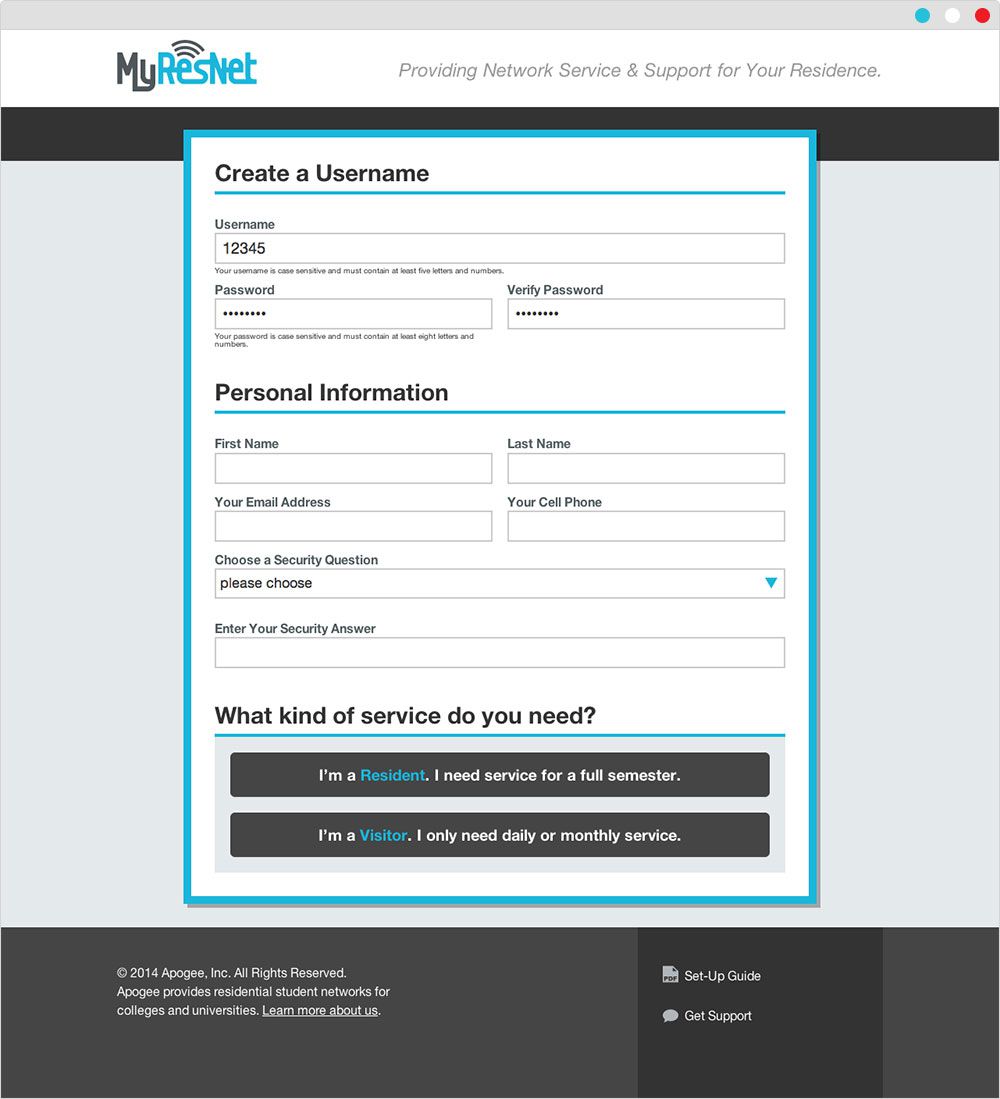 MyResNet
Providing Network Service & Support for Your Residence.
Create a Username
Username
12345
Your username is case sensitive and must contain at least five letters and numbers.
Password
Verify Password
••••••••
••••••••
Your password is case sensitive and must contain at least eight letters and
numbers.
Personal Information
First Name
Last Name
Your Email Address
Your Cell Phone
Choose a Security Question
please choose
Enter Your Security Answer
What kind of service do you need?
I’m a Resident. I need service for a full semester.
I’m a Visitor. I only need daily or monthly service.
© 2014 Apogee, Inc. All Rights Reserved.
Apogee provides residential student networks for
colleges and universities. Learn more about us.
PDF Set-Up Guide
Get Support